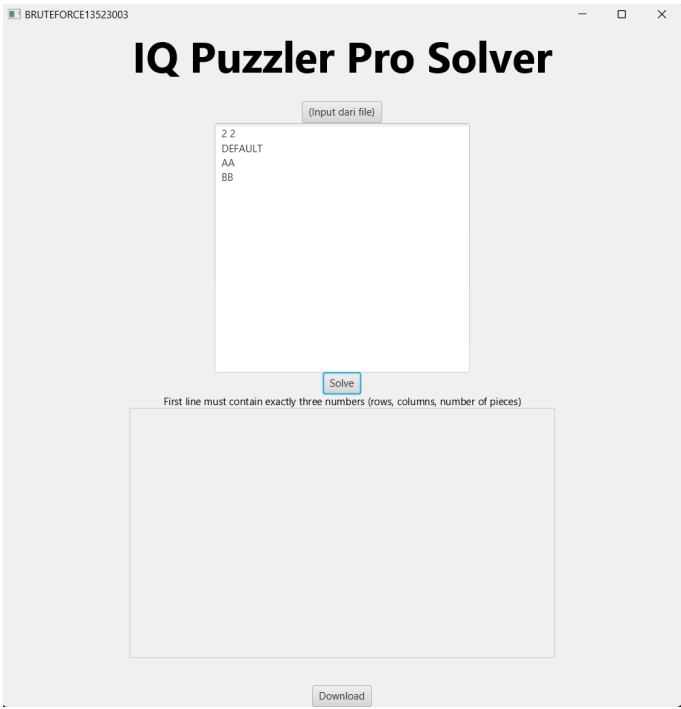 BRUTEFORCE13523003
IQ Puzzler Pro Solver
(Input dari file)
2 2
DEFAULT
AA
BB
Solve
First line must contain exactly three numbers (rows, columns, number of pieces)
Download